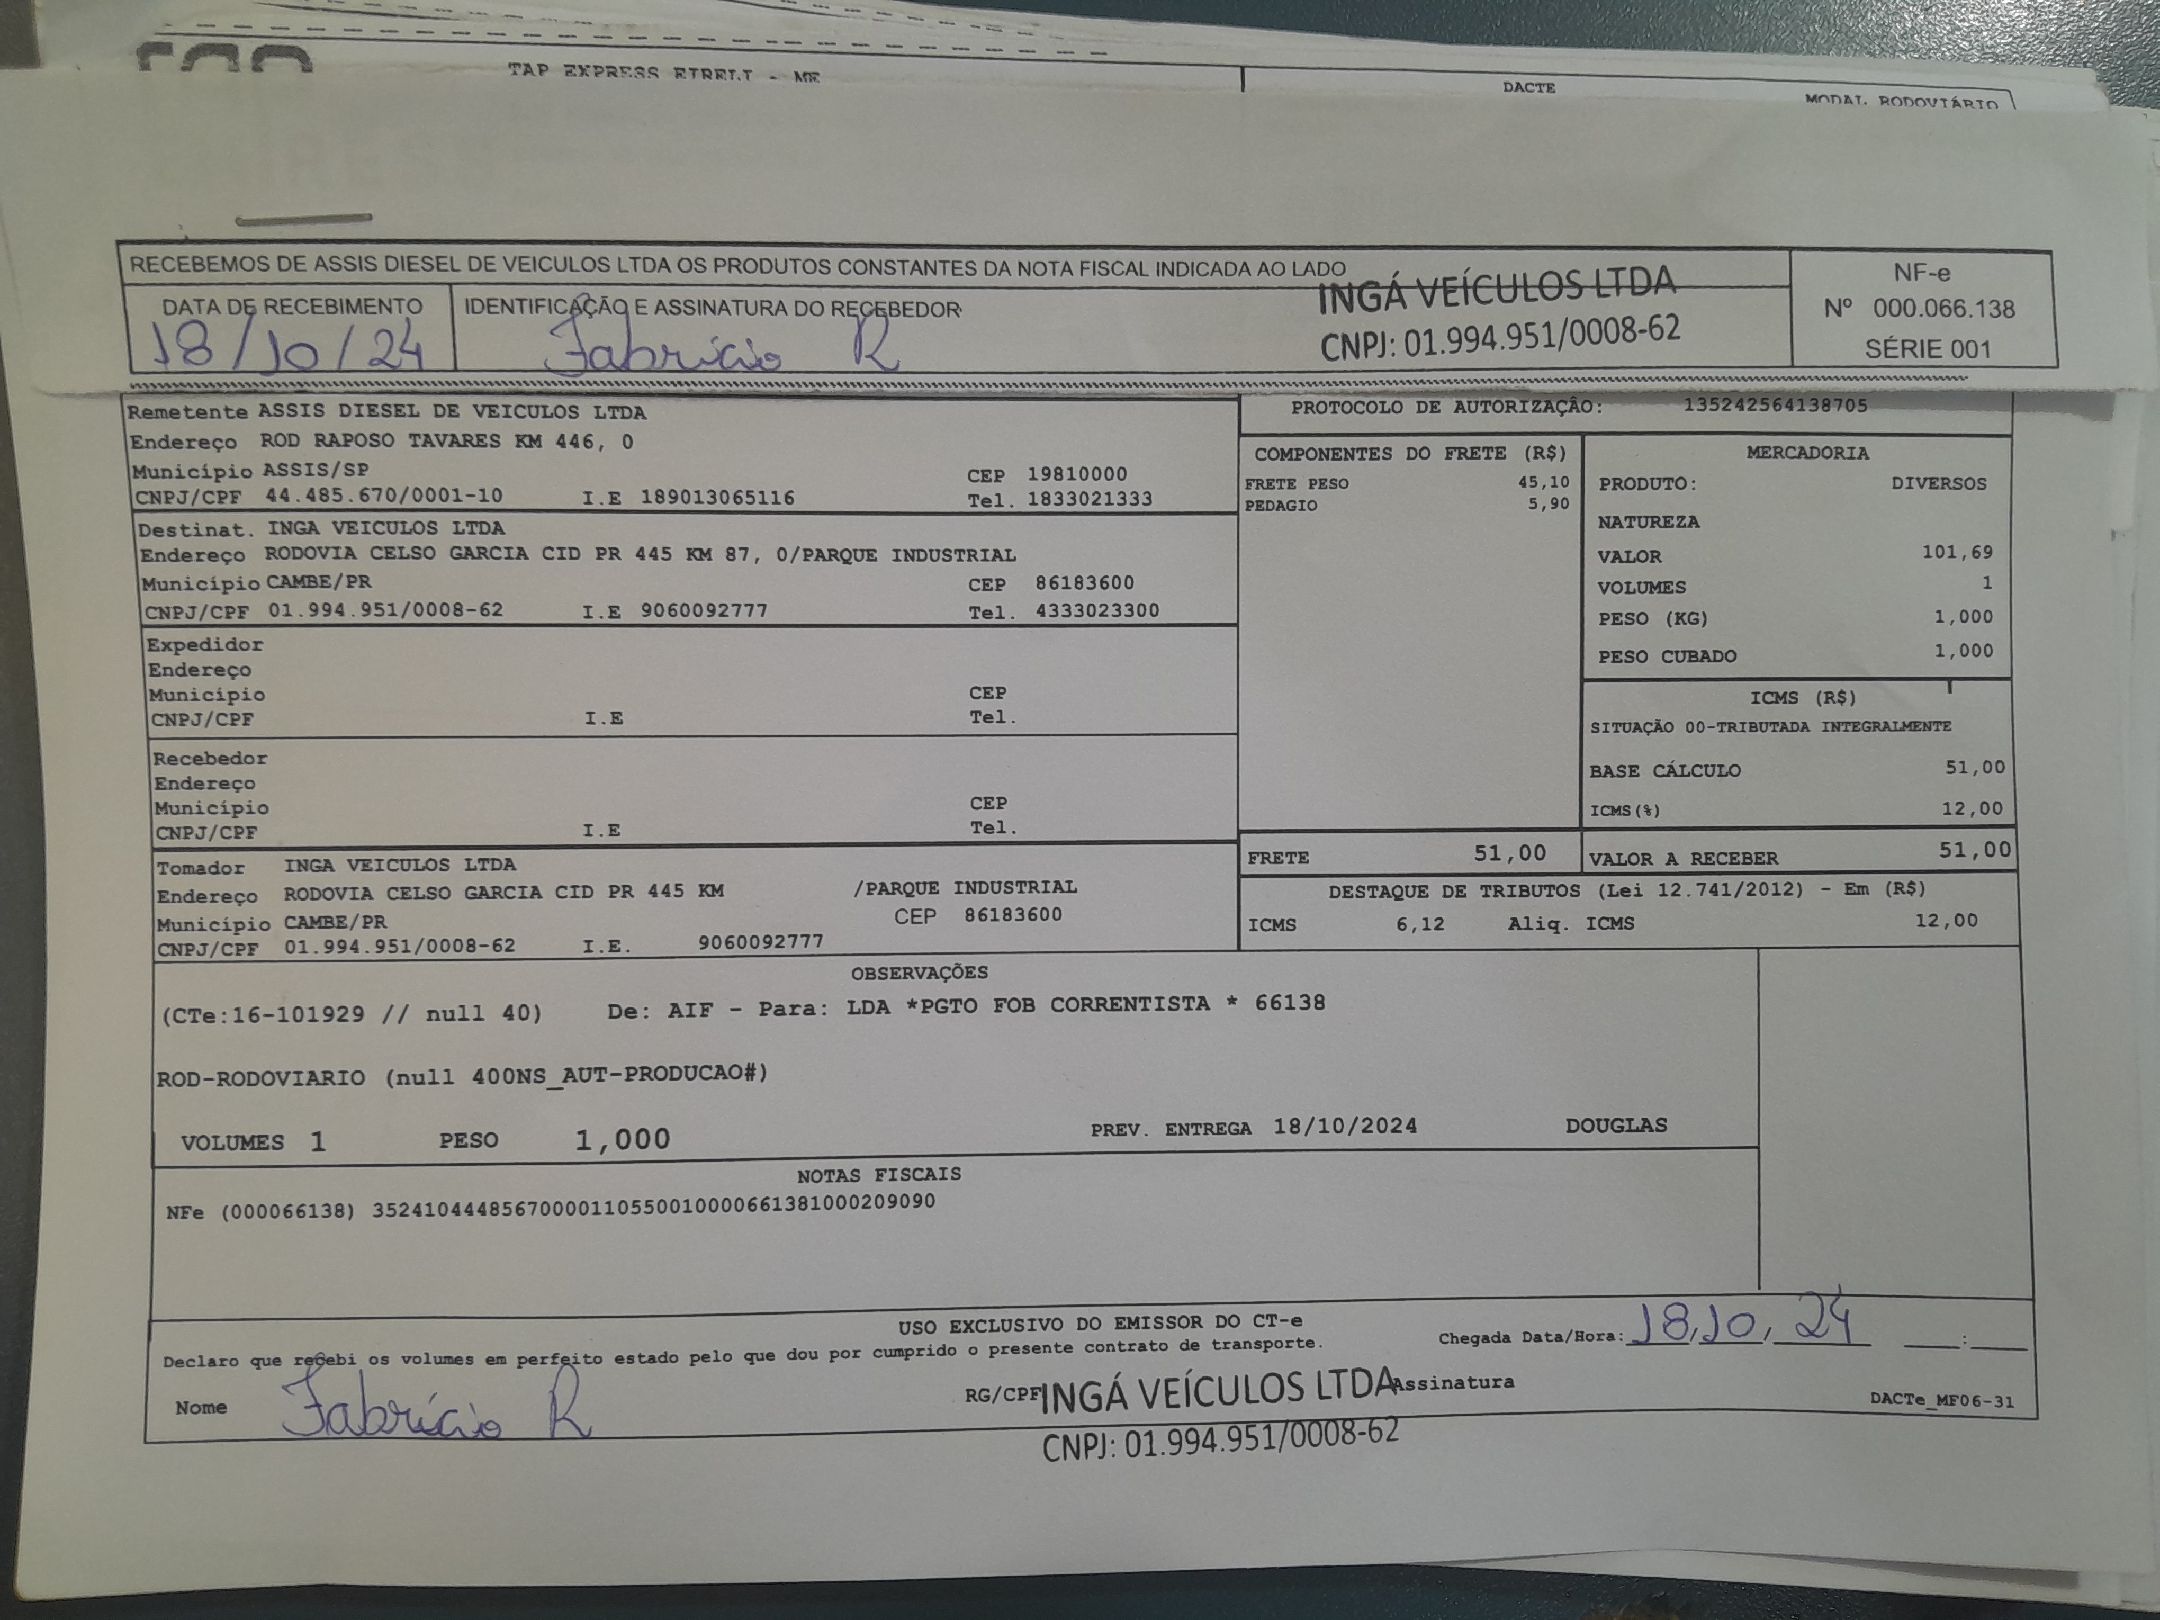 TAP EXPRESS EIRELI - ME
DACTE
MODAL RODOVIÁRIO
RECEBEMOS DE ASSIS DIESEL DE VEICULOS LTDA OS PRODUTOS CONSTANTES DA NOTA FISCAL INDICADA AO LADO
INGÁ VEÍCULOS LTDA
CNPJ: 01.994.951/0008-62
NF-e
Nº 000.066.138
SÉRIE 001
DATA DE RECEBIMENTO
18/10/24
IDENTIFICAÇÃO E ASSINATURA DO RECEBEDOR
Fabrício R
Remetente ASSIS DIESEL DE VEICULOS LTDA
Endereço ROD RAPOSO TAVARES KM 446, 0
Município ASSIS/SP CEP 19810000
CNPJ/CPF 44.485.670/0001-10 I.E 189013065116 Tel. 1833021333
Destinat. INGA VEICULOS LTDA
Endereço RODOVIA CELSO GARCIA CID PR 445 KM 87, 0/PARQUE INDUSTRIAL
Município CAMBE/PR CEP 86183600
CNPJ/CPF 01.994.951/0008-62 I.E 9060092777 Tel. 4333023300
Expedidor
Endereço
Município CEP
CNPJ/CPF I.E Tel.
Recebedor
Endereço
Município CEP
CNPJ/CPF I.E Tel.
Tomador INGA VEICULOS LTDA
Endereço RODOVIA CELSO GARCIA CID PR 445 KM /PARQUE INDUSTRIAL
Município CAMBE/PR CEP 86183600
CNPJ/CPF 01.994.951/0008-62 I.E. 9060092777
PROTOCOLO DE AUTORIZAÇÃO: 135242564138705
COMPONENTES DO FRETE (R$)
FRETE PESO 45,10
PEDAGIO 5,90
MERCADORIA
PRODUTO: DIVERSOS
NATUREZA
VALOR 101,69
VOLUMES 1
PESO (KG) 1,000
PESO CUBADO 1,000
ICMS (R$)
SITUAÇÃO 00-TRIBUTADA INTEGRALMENTE
BASE CÁLCULO 51,00
ICMS(%) 12,00
FRETE 51,00
VALOR A RECEBER 51,00
DESTAQUE DE TRIBUTOS (Lei 12.741/2012) - Em (R$)
ICMS 6,12 Aliq. ICMS 12,00
OBSERVAÇÕES
(CTe:16-101929 // null 40) De: AIF - Para: LDA *PGTO FOB CORRENTISTA * 66138
ROD-RODOVIARIO (null 400NS_AUT-PRODUCAO#)
VOLUMES 1 PESO 1,000 PREV. ENTREGA 18/10/2024 DOUGLAS
NOTAS FISCAIS
NFe (000066138) 35241044485670000110550010000661381000209090
USO EXCLUSIVO DO EMISSOR DO CT-e
Declaro que recebi os volumes em perfeito estado pelo que dou por cumprido o presente contrato de transporte.
Chegada Data/Hora: 18,10, 24 :
Nome Fabrício R RG/CPF Assinatura
INGÁ VEÍCULOS LTDA
CNPJ: 01.994.951/0008-62
DACTe_MF06-31